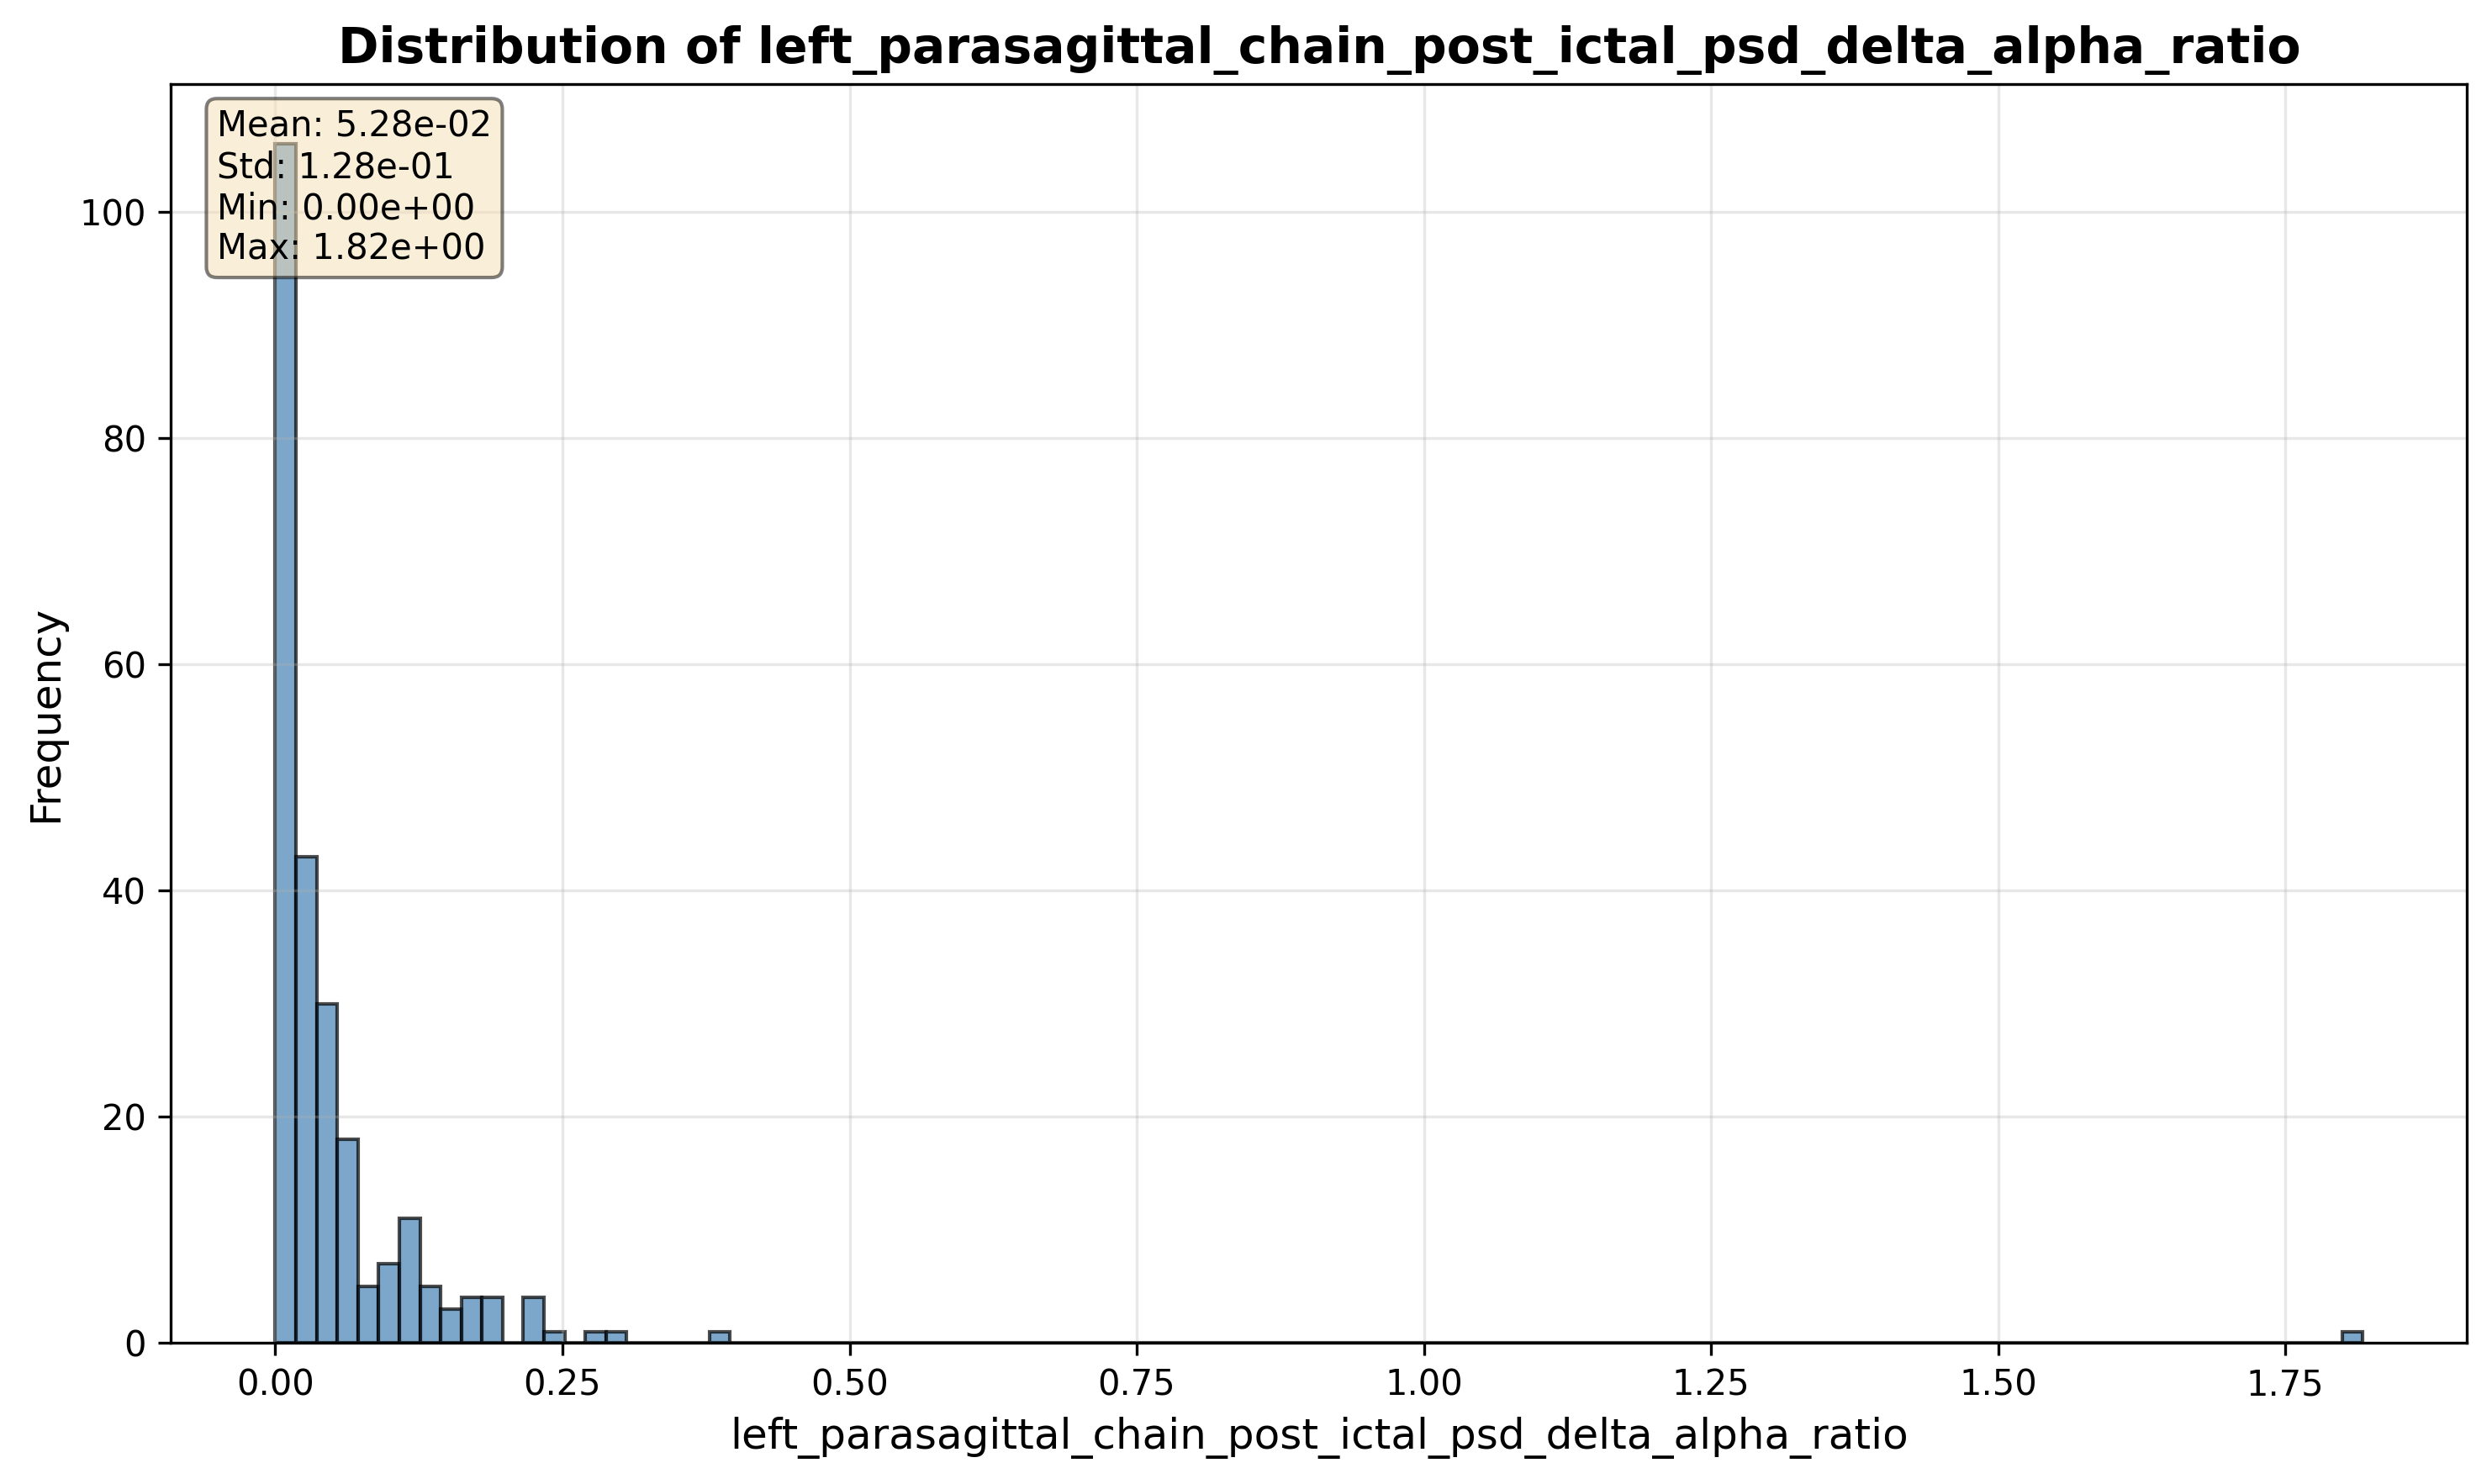 Distribution of left_parasagittal_chain_post_ictal_psd_delta_alpha_ratio
Mean: 5.28e-02
Std: 1.28e-01
Min: 0.00e+00
Max: 1.82e+00
100
80
60
40
20
0
Frequency
0.00 0.25 0.50 0.75 1.00 1.25 1.50 1.75
left_parasagittal_chain_post_ictal_psd_delta_alpha_ratio